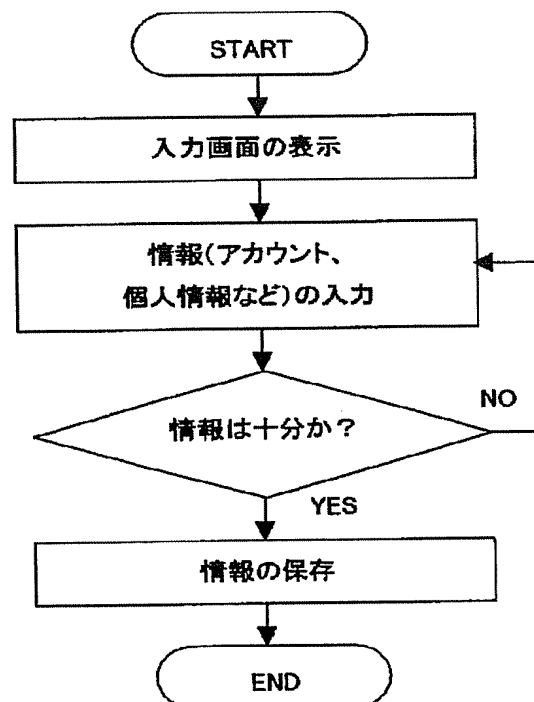 START
入力画面の表示
情報(アカウント、
個人情報など)の入力
情報は十分か?
NO
YES
情報の保存
END